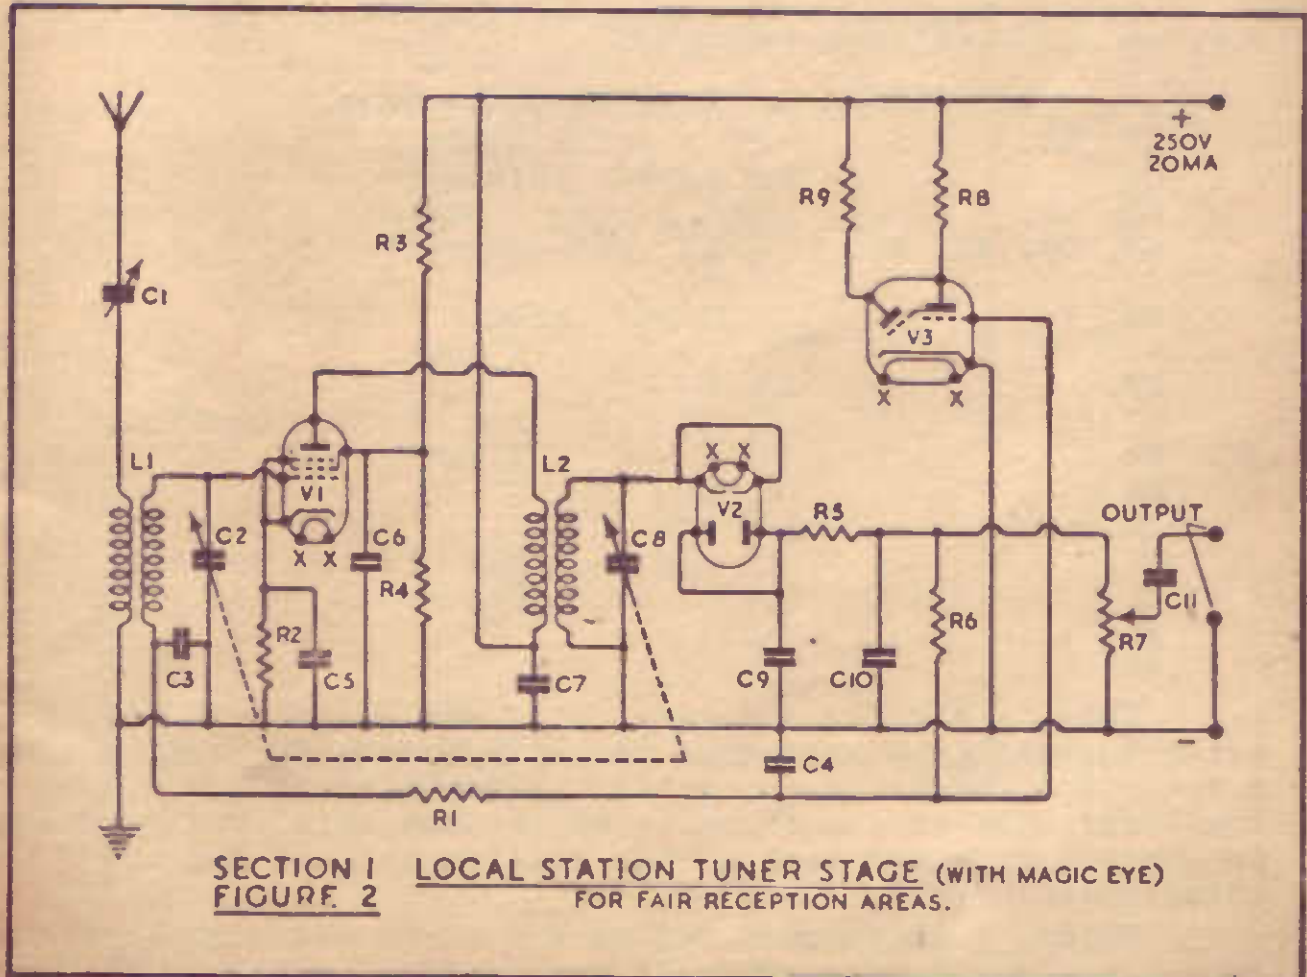 +
250V
20MA
R9
R8
R3
C1
V3
X X
L1
V1
X X
C2
C6
R4
L2
X X
V2
C8
R5
OUTPUT
C11
R2
C3
C5
C7
C9
C10
R6
R7
-
C4
R1
SECTION 1 LOCAL STATION TUNER STAGE (WITH MAGIC EYE)
FIGURE 2 FOR FAIR RECEPTION AREAS.